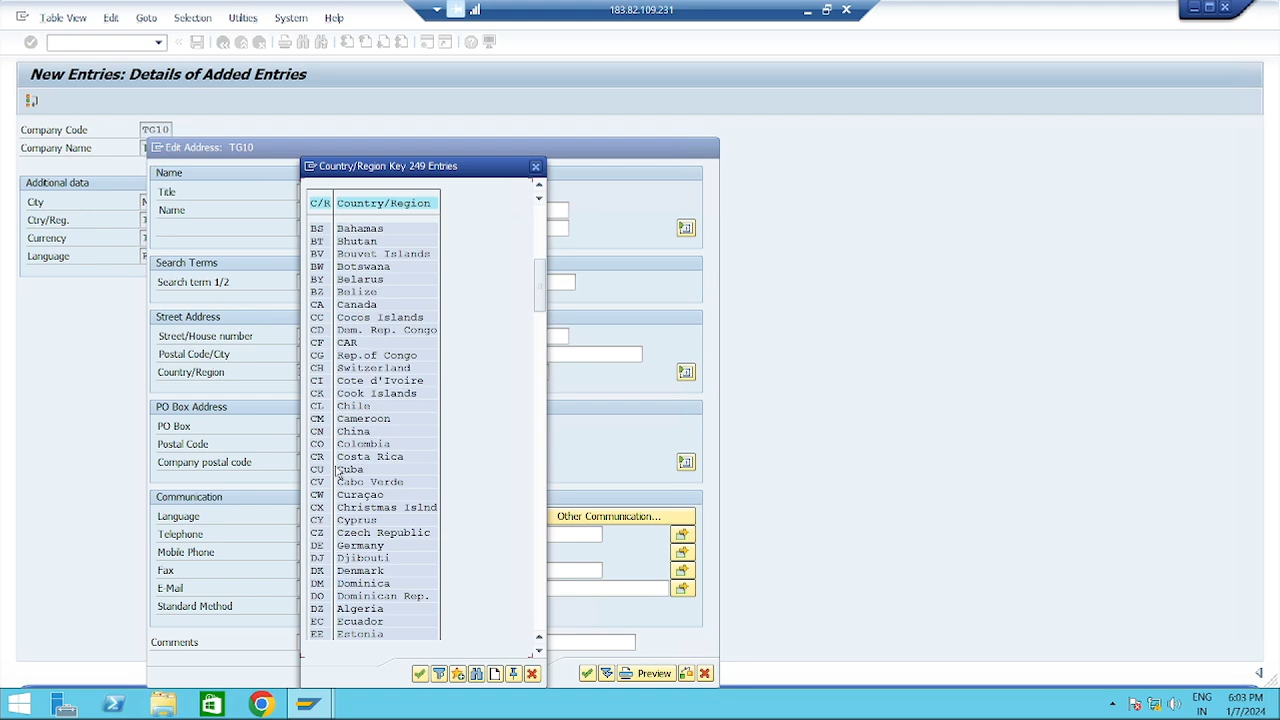 Table View Edit Goto Selection Utilities System Help
183.82.109.231
New Entries: Details of Added Entries
Company Code TG10
Company Name
Edit Address: TG10
Country/Region Key 249 Entries
Additional data
City
Ctry/Reg.
Currency
Language
Name
Title
Name
Search Terms
Search term 1/2
Street Address
Street/House number
Postal Code/City
Country/Region
PO Box Address
PO Box
Postal Code
Company postal code
Communication
Language
Other Communication...
Telephone
Mobile Phone
Fax
E-Mail
Standard Method
Comments
C/R Country/Region
BS Bahamas
BT Bhutan
BV Bouvet Islands
BW Botswana
BY Belarus
BZ Belize
CA Canada
CC Cocos Islands
CD Dem. Rep. Congo
CF CAR
CG Rep.of Congo
CH Switzerland
CI Cote d'Ivoire
CK Cook Islands
CL Chile
CM Cameroon
CN China
CO Colombia
CR Costa Rica
CU Cuba
CV Cabo Verde
CW Curaçao
CX Christmas Islnd
CY Cyprus
CZ Czech Republic
DE Germany
DJ Djibouti
DK Denmark
DM Dominica
DO Dominican Rep.
DZ Algeria
EC Ecuador
EE Estonia
Preview
ENG
IN
6:03 PM
1/7/2024